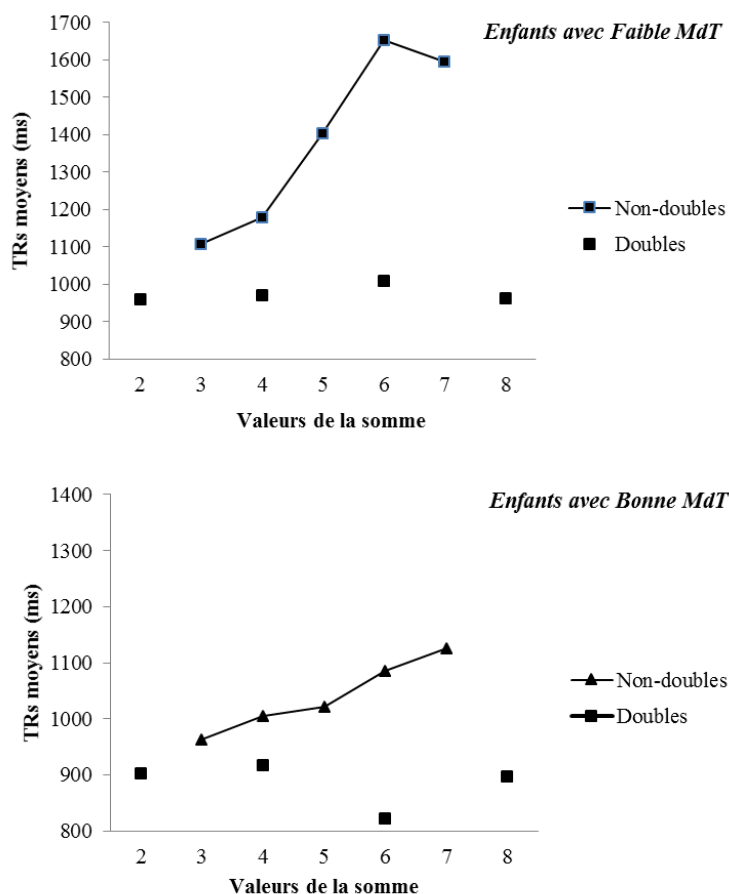 Enfants avec Faible MdT
TRs moyens (ms)
1700
1600
1500
1400
1300
1200
1100
1000
900
800
2 3 4 5 6 7 8
Valeurs de la somme
Non-doubles
Doubles
Enfants avec Bonne MdT
TRs moyens (ms)
1400
1300
1200
1100
1000
900
800
2 3 4 5 6 7 8
Valeurs de la somme
Non-doubles
Doubles